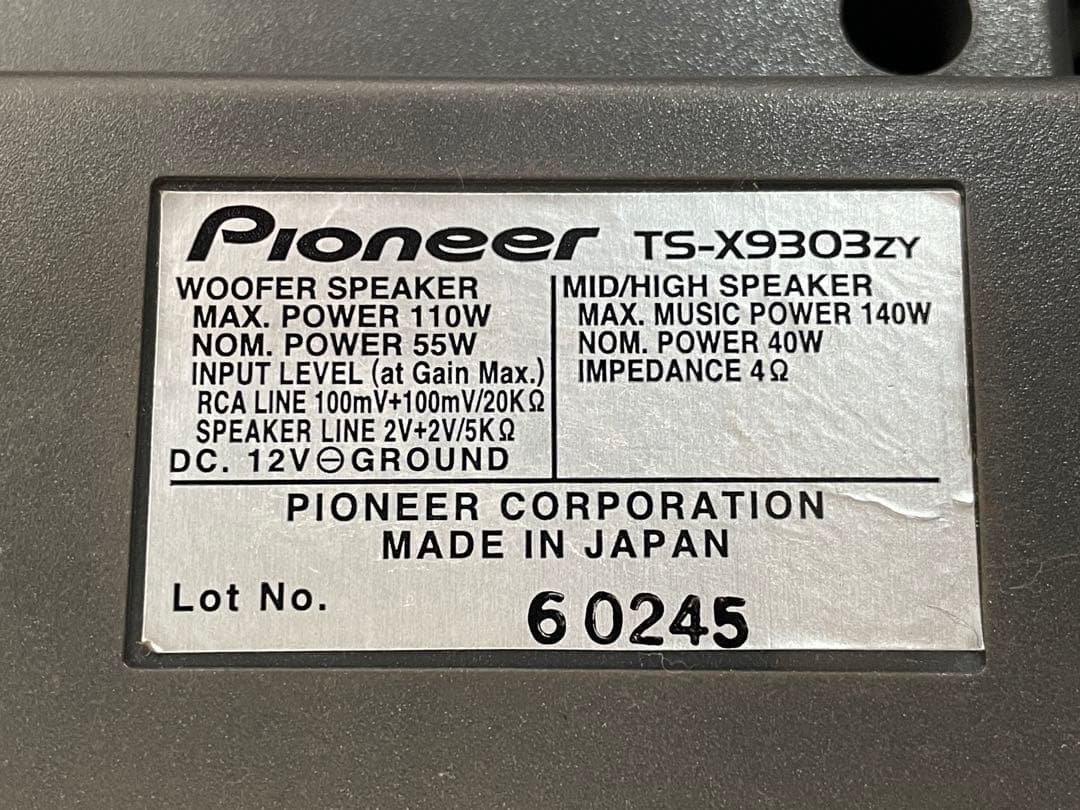 Pioneer TS-X9303ZY
WOOFER SPEAKER
MAX. POWER 110W
NOM. POWER 55W
INPUT LEVEL (at Gain Max.)
RCA LINE 100mV+100mV/20KΩ
SPEAKER LINE 2V+2V/5KΩ
DC. 12V⊖GROUND
MID/HIGH SPEAKER
MAX. MUSIC POWER 140W
NOM. POWER 40W
IMPEDANCE 4Ω
PIONEER CORPORATION
MADE IN JAPAN
Lot No. 60245